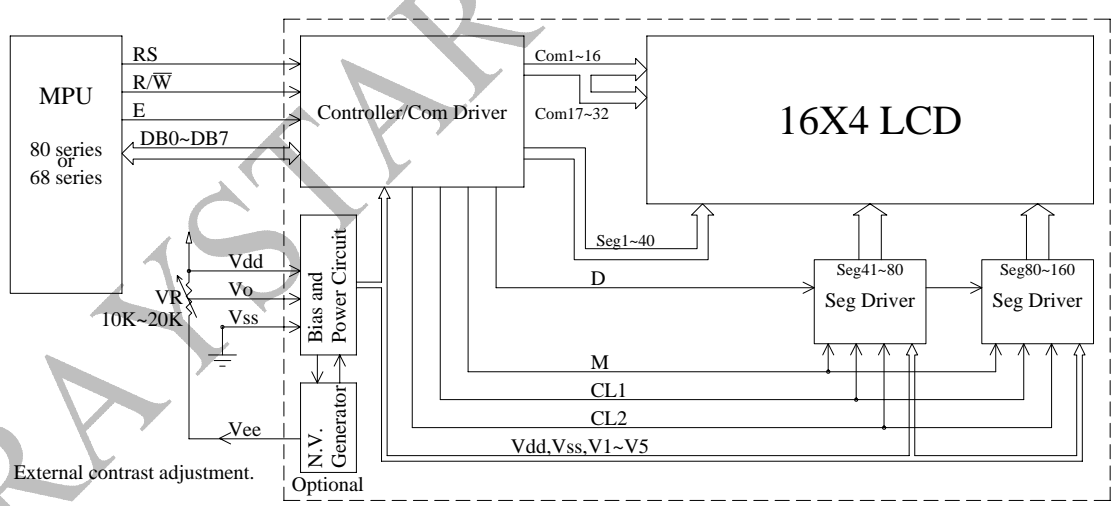 RS
R/W̅
E
DB0~DB7
MPU
80 series
or
68 series
Controller/Com Driver
Com1~16
Com17~32
16X4 LCD
Seg1~40
Vdd
Vo
Vss
VR
10K~20K
Bias and
Power Circuit
D
Seg41~80
Seg Driver
Seg80~160
Seg Driver
M
CL1
CL2
Vdd,Vss,V1~V5
Vee
N.V.
Generator
Optional
External contrast adjustment.
RAYSTAR